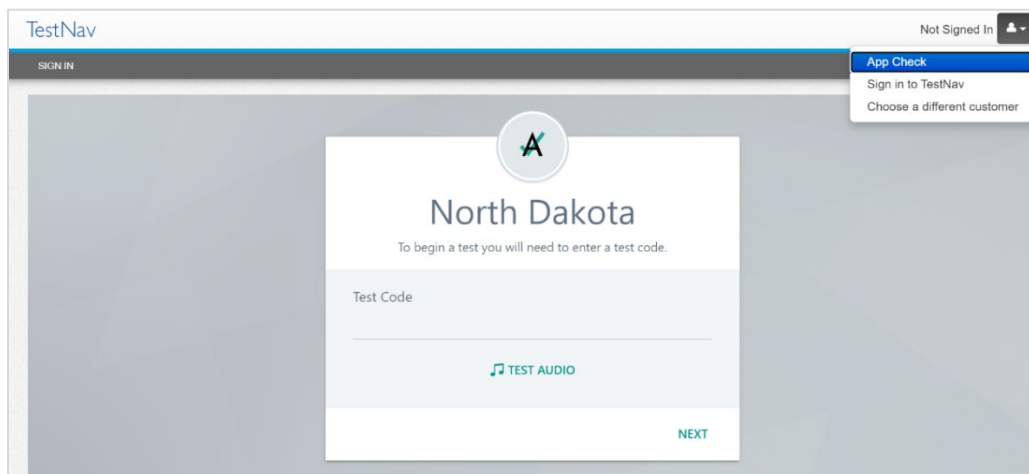 TestNav
Not Signed In
SIGN IN
App Check
Sign in to TestNav
Choose a different customer
North Dakota
To begin a test you will need to enter a test code.
Test Code
TEST AUDIO
NEXT